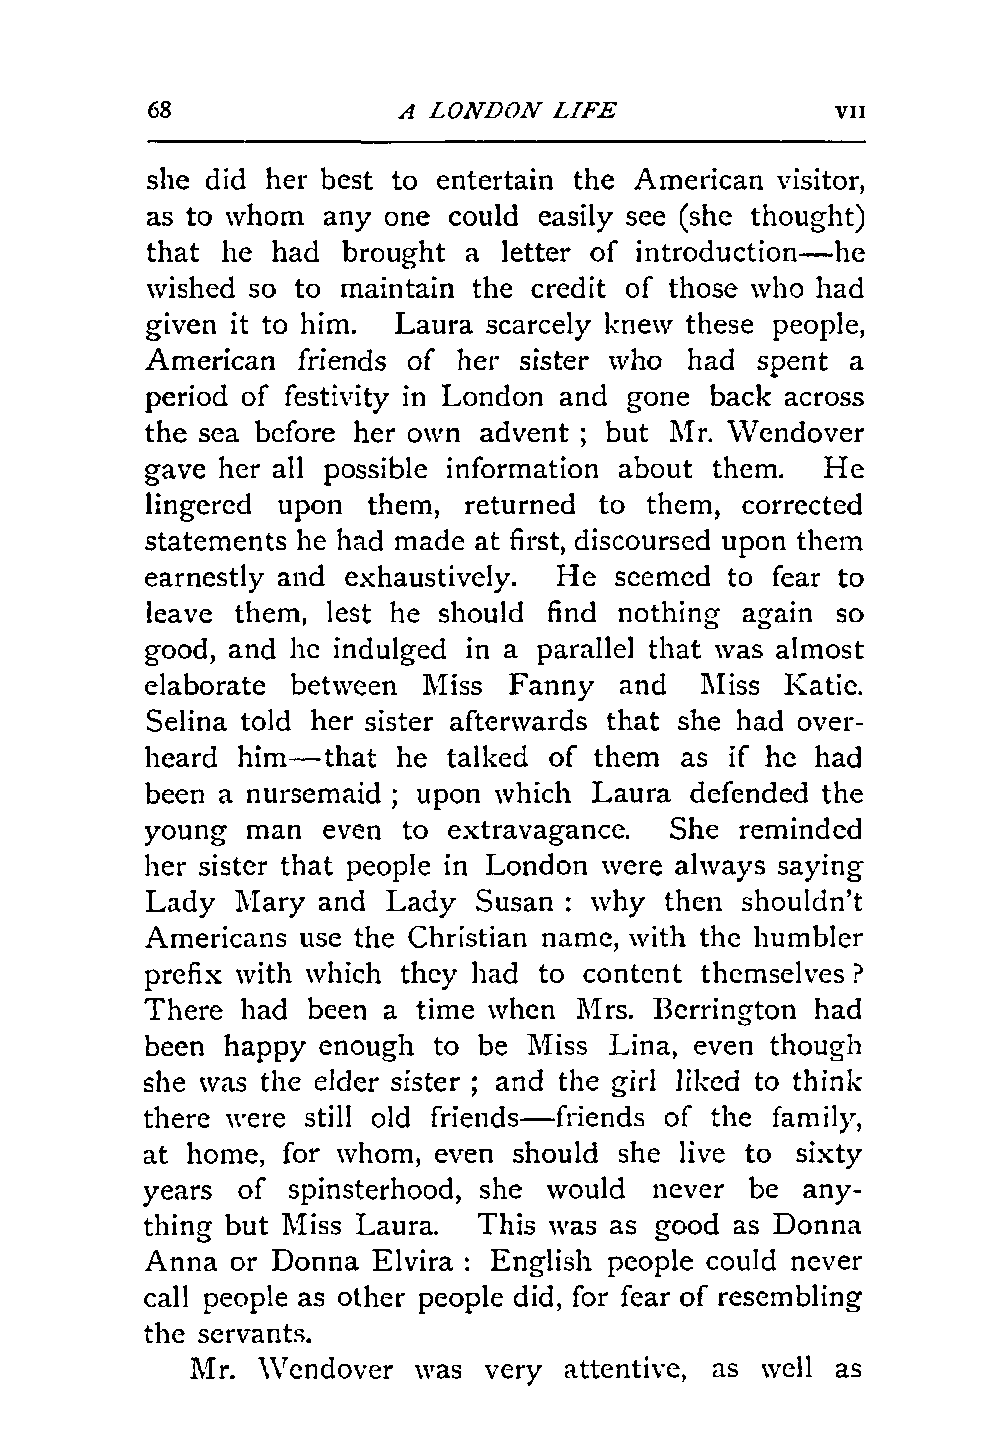 68 A LONDON LIFE VII
she did her best to entertain the American visitor,
as to whom any one could easily see (she thought)
that he had brought a letter of introduction—he
wished so to maintain the credit of those who had
given it to him. Laura scarcely knew these people,
American friends of her sister who had spent a
period of festivity in London and gone back across
the sea before her own advent ; but Mr. Wendover
gave her all possible information about them. He
lingered upon them, returned to them, corrected
statements he had made at first, discoursed upon them
earnestly and exhaustively. He seemed to fear to
leave them, lest he should find nothing again so
good, and he indulged in a parallel that was almost
elaborate between Miss Fanny and Miss Katie.
Selina told her sister afterwards that she had over-
heard him—that he talked of them as if he had
been a nursemaid ; upon which Laura defended the
young man even to extravagance. She reminded
her sister that people in London were always saying
Lady Mary and Lady Susan : why then shouldn't
Americans use the Christian name, with the humbler
prefix with which they had to content themselves ?
There had been a time when Mrs. Berrington had
been happy enough to be Miss Lina, even though
she was the elder sister ; and the girl liked to think
there were still old friends—friends of the family,
at home, for whom, even should she live to sixty
years of spinsterhood, she would never be any-
thing but Miss Laura. This was as good as Donna
Anna or Donna Elvira : English people could never
call people as other people did, for fear of resembling
the servants.
Mr. Wendover was very attentive, as well as